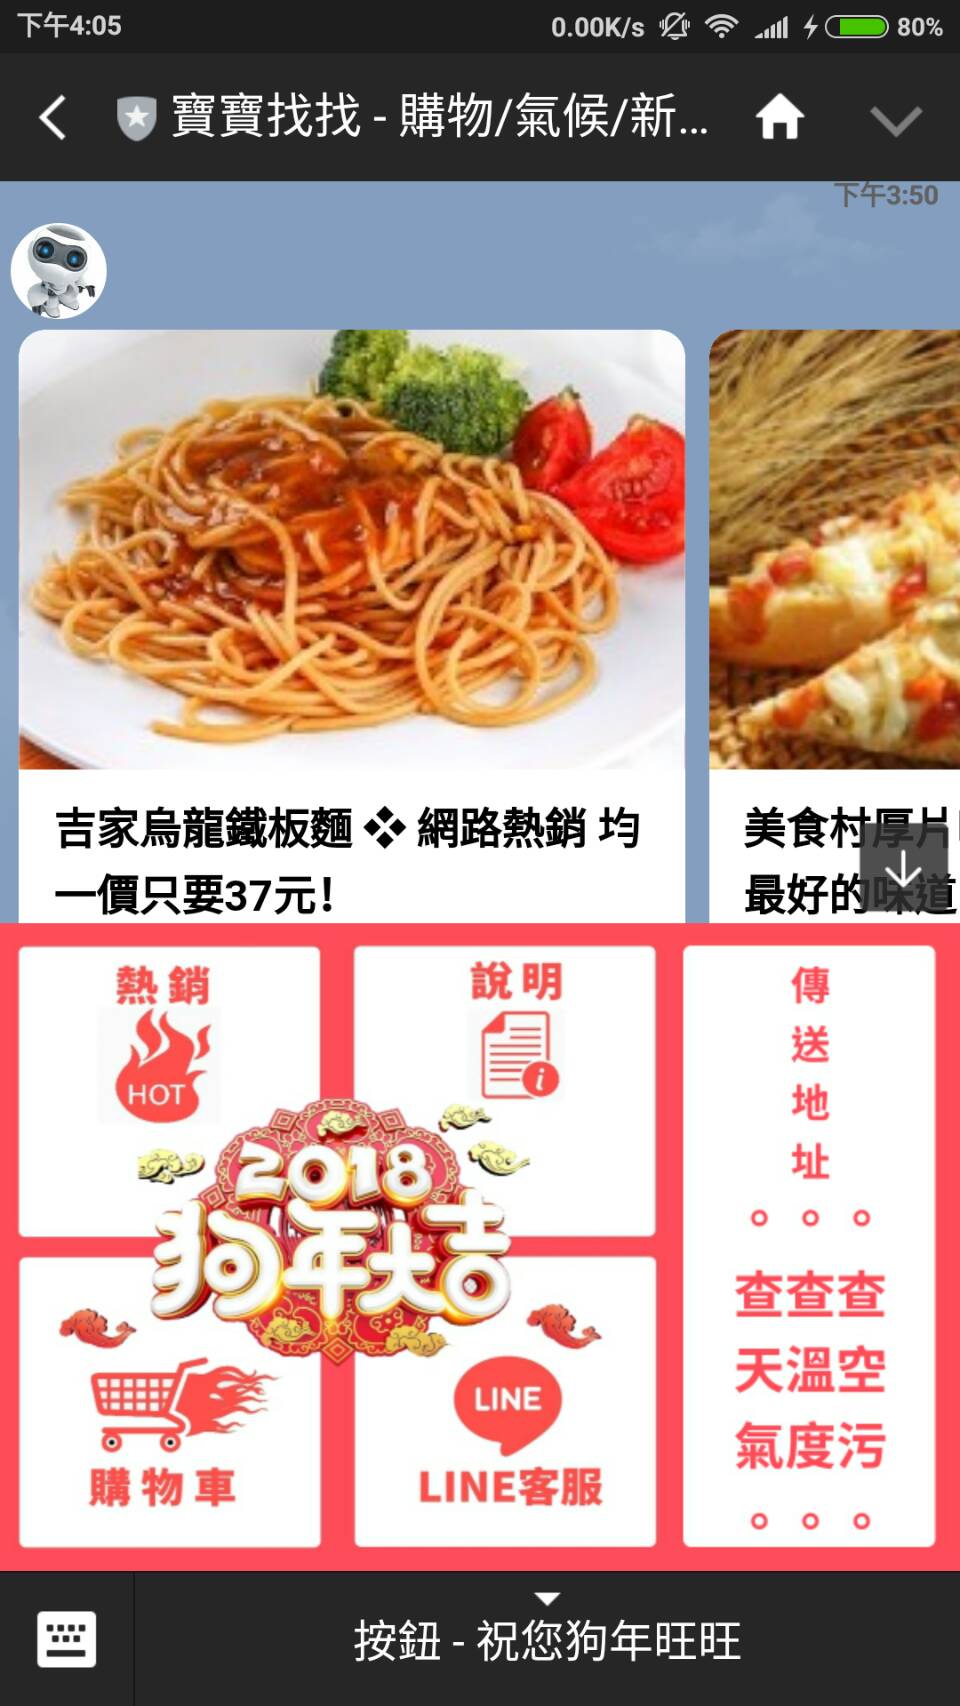 下午4:05
0.00K/s
80%
寶寶找找 - 購物/氣候/新...
下午3:50
吉家烏龍鐵板麵 ❖ 網路熱銷 均
一價只要37元!
美食村厚片
最好的味道
熱銷
HOT
說明
i
2018
狗年大吉
購物車
LINE
LINE客服
傳
送
地
址
查查查
天溫空
氣度污
按鈕 - 祝您狗年旺旺